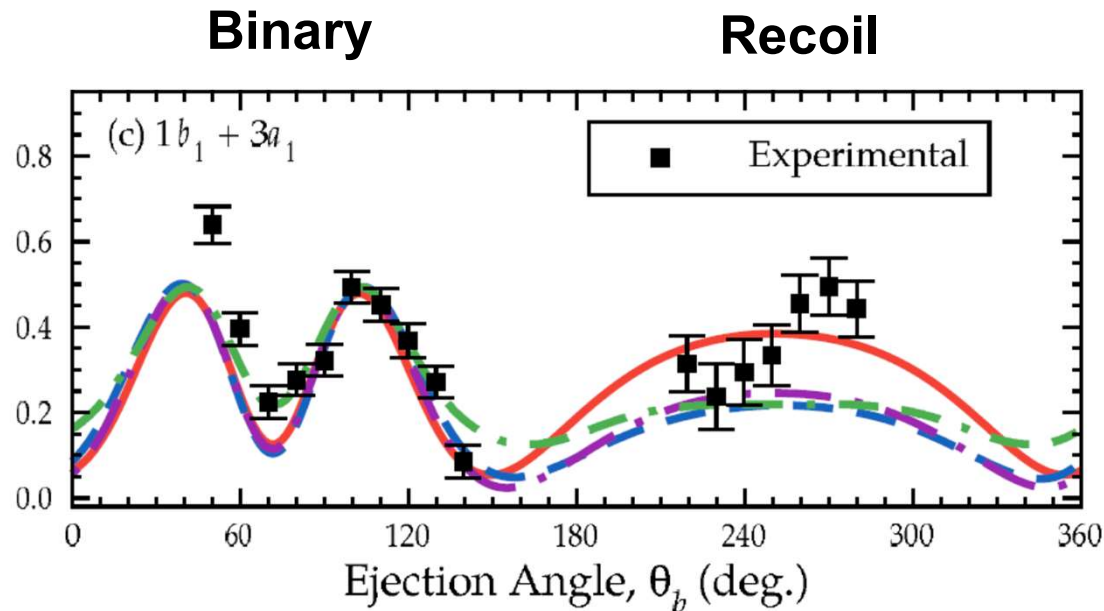 Binary Recoil
(c) 1b₁ + 3a₁
Experimental
0.8
0.6
0.4
0.2
0.0
0 60 120 180 240 300 360
Ejection Angle, θ_b (deg.)